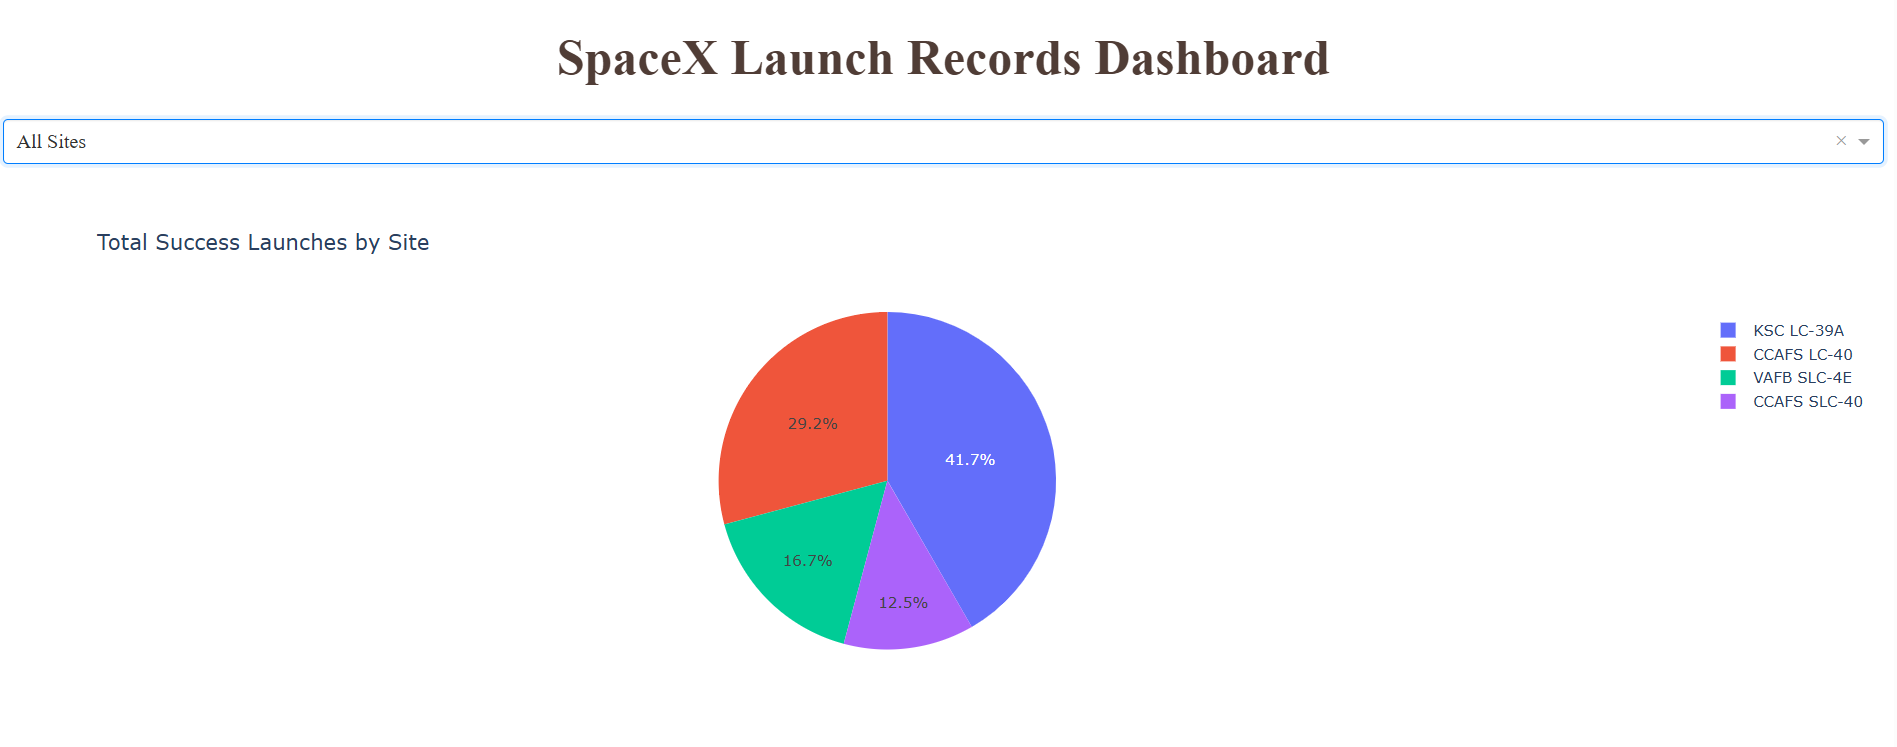 SpaceX Launch Records Dashboard
All Sites
×
Total Success Launches by Site
KSC LC-39A
CCAFS LC-40
VAFB SLC-4E
CCAFS SLC-40
29.2%
41.7%
16.7%
12.5%